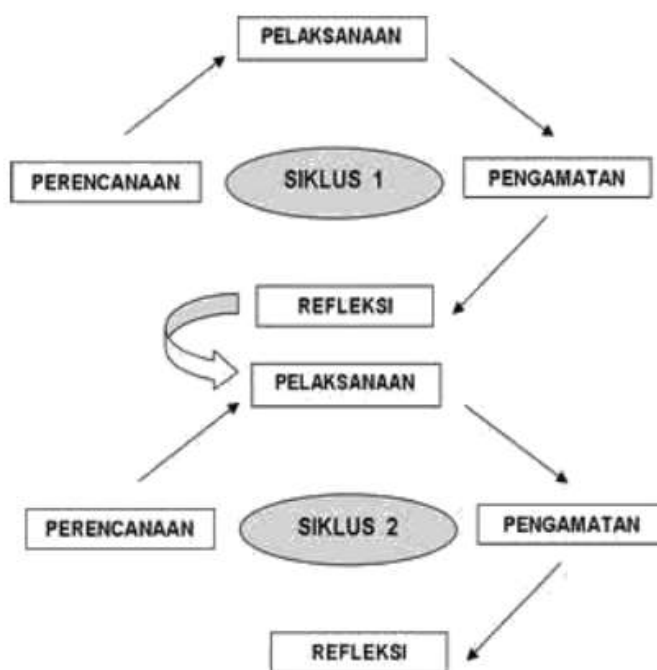 PELAKSANAAN
PERENCANAAN
SIKLUS 1
PENGAMATAN
REFLEKSI
PELAKSANAAN
PERENCANAAN
SIKLUS 2
PENGAMATAN
REFLEKSI